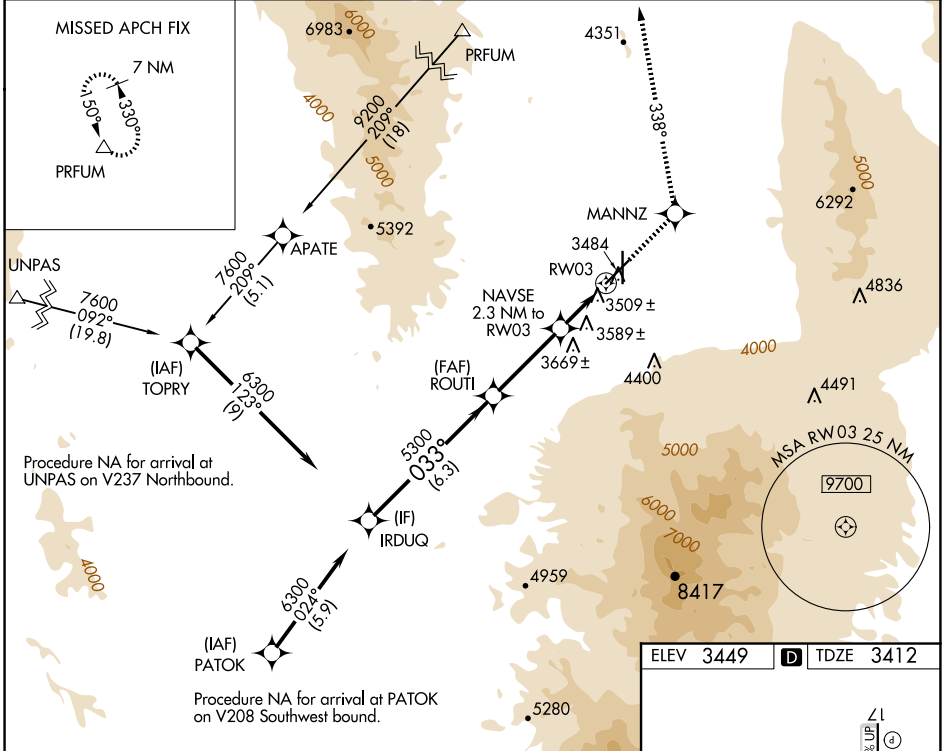 MISSED APCH FIX
7 NM
150°
330°
PRFUM
6983
6000
PRFUM
4351
4000
9200
209°
(18)
338°
5000
5392
6292
5000
MANNZ
APATE
3484
RW03
UNPAS
7600
209°
(5.1)
7600
092°
(19.8)
NAVSE
2.3 NM to
RW03
3509±
3589±
3669±
4836
4000
4400
4491
(IAF)
TOPRY
(FAF)
ROUTI
6300
123°
(9)
5300
033°
(6.3)
Procedure NA for arrival at
UNPAS on V237 Northbound.
5000
MSA RW03 25 NM
9700
6000
7000
(IF)
IRDUQ
4000
8417
4959
6300
024°
(5.9)
(IAF)
PATOK
Procedure NA for arrival at PATOK
on V208 Southwest bound.
5280
ELEV 3449 D TDZE 3412
17
UP
P